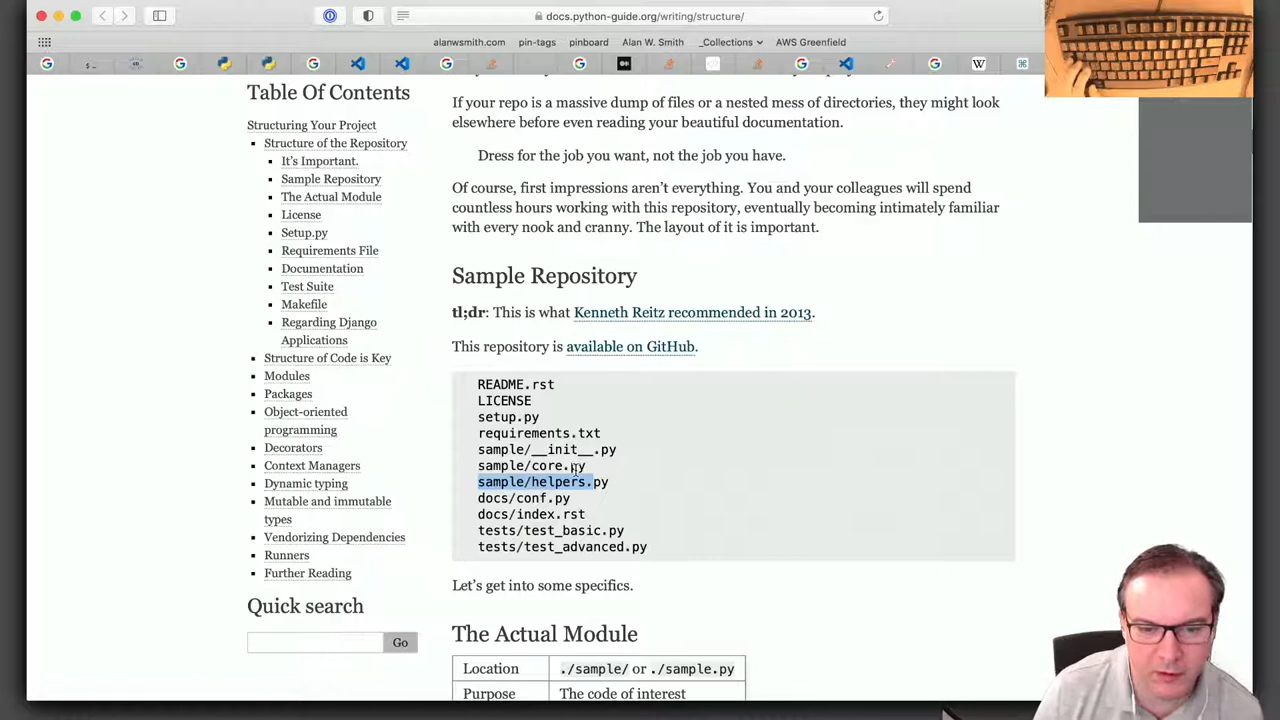 docs.python-guide.org/writing/structure/
alanwsmith.com pin-tags pinboard Alan W. Smith _Collections AWS Greenfield
Table Of Contents
Structuring Your Project
Structure of the Repository
It's Important.
Sample Repository
The Actual Module
License
Setup.py
Requirements File
Documentation
Test Suite
Makefile
Regarding Django
Applications
Structure of Code is Key
Modules
Packages
Object-oriented
programming
Decorators
Context Managers
Dynamic typing
Mutable and immutable
types
Vendorizing Dependencies
Runners
Further Reading
Quick search
Go
If your repo is a massive dump of files or a nested mess of directories, they might look
elsewhere before even reading your beautiful documentation.
Dress for the job you want, not the job you have.
Of course, first impressions aren't everything. You and your colleagues will spend
countless hours working with this repository, eventually becoming intimately familiar
with every nook and cranny. The layout of it is important.
Sample Repository
tl;dr: This is what Kenneth Reitz recommended in 2013.
This repository is available on GitHub.
README.rst
LICENSE
setup.py
requirements.txt
sample/__init__.py
sample/core.py
sample/helpers.py
docs/conf.py
docs/index.rst
tests/test_basic.py
tests/test_advanced.py
Let's get into some specifics.
The Actual Module
Location ./sample/ or ./sample.py
Purpose The code of interest